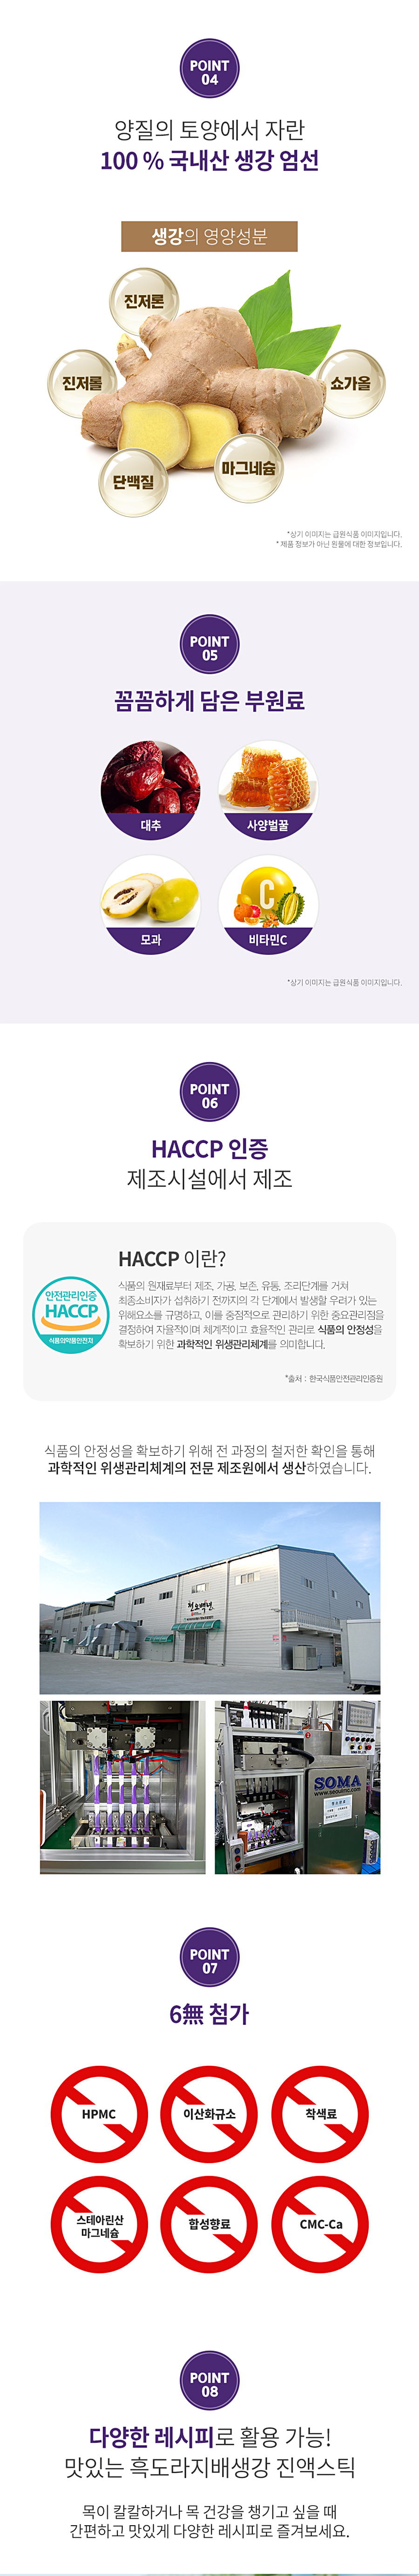 POINT
04
양질의 토양에서 자란
100 % 국내산 생강 엄선
생강의 영양성분
진저론
진저롤
쇼가올
단백질
마그네슘
*상기 이미지는 급원식품 이미지입니다.
* 제품 정보가 아닌 원물에 대한 정보입니다.
POINT
05
꼼꼼하게 담은 부원료
대추
사양벌꿀
모과
C
비타민C
*상기 이미지는 급원식품 이미지입니다.
POINT
06
HACCP 인증
제조시설에서 제조
HACCP 이란?
안전관리인증
HACCP
식품의약품안전처
식품의 원재료부터 제조, 가공, 보존, 유통, 조리단계를 거쳐
최종소비자가 섭취하기 전까지의 각 단계에서 발생할 우려가 있는
위해요소를 규명하고, 이를 중점적으로 관리하기 위한 중요관리점을
결정하여 자율적이며 체계적이고 효율적인 관리로 식품의 안정성을
확보하기 위한 과학적인 위생관리체계를 의미합니다.
*출처 : 한국식품안전관리인증원
식품의 안정성을 확보하기 위해 전 과정의 철저한 확인을 통해
과학적인 위생관리체계의 전문 제조원에서 생산하였습니다.
천호백년
SOMA
POINT
07
6無 첨가
HPMC
이산화규소
착색료
스테아린산
마그네슘
합성향료
CMC-Ca
POINT
08
다양한 레시피로 활용 가능!
맛있는 흑도라지배생강 진액스틱
목이 칼칼하거나 목 건강을 챙기고 싶을 때
간편하고 맛있게 다양한 레시피로 즐겨보세요.